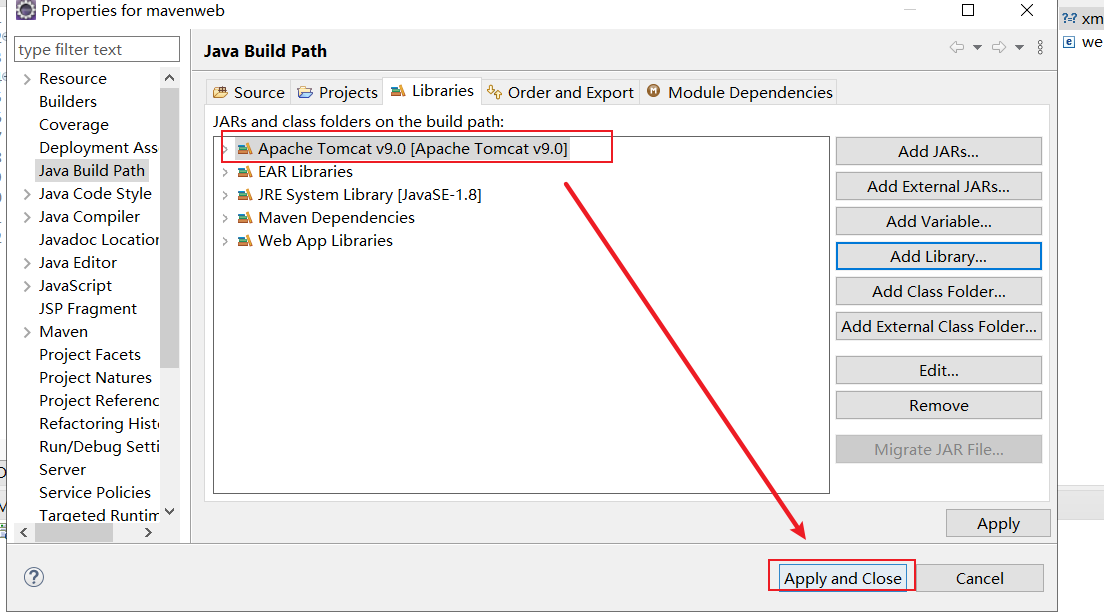 Properties for mavenweb
xm
we
type filter text
Java Build Path
Resource
Builders
Coverage
Deployment Ass
Java Build Path
Java Code Style
Java Compiler
Javadoc Location
Java Editor
JavaScript
JSP Fragment
Maven
Project Facets
Project Natures
Project Referenc
Refactoring Histo
Run/Debug Setti
Server
Service Policies
Targeted Runtim
Source
Projects
Libraries
Order and Export
Module Dependencies
JARs and class folders on the build path:
Apache Tomcat v9.0 [Apache Tomcat v9.0]
EAR Libraries
JRE System Library [JavaSE-1.8]
Maven Dependencies
Web App Libraries
Add JARs...
Add External JARs...
Add Variable...
Add Library...
Add Class Folder...
Add External Class Folder...
Edit...
Remove
Migrate JAR File...
Apply
Apply and Close
Cancel